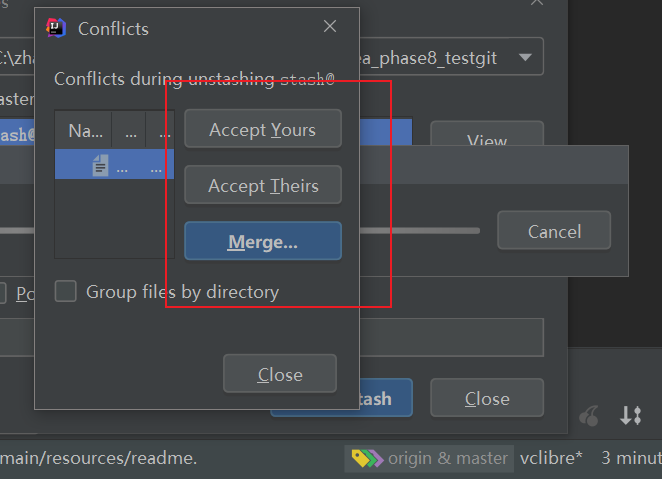 es
Conflicts
C:\zha
ea_phase8_testgit
Conflicts during unstashing stash@
aster
Na... ... ...
Accept Yours
ash@
View
... ...
Accept Theirs
Merge...
Cancel
Group files by directory
Po
Close
tash
Close
main/resources/readme.
origin & master
vclibre*
3 minut